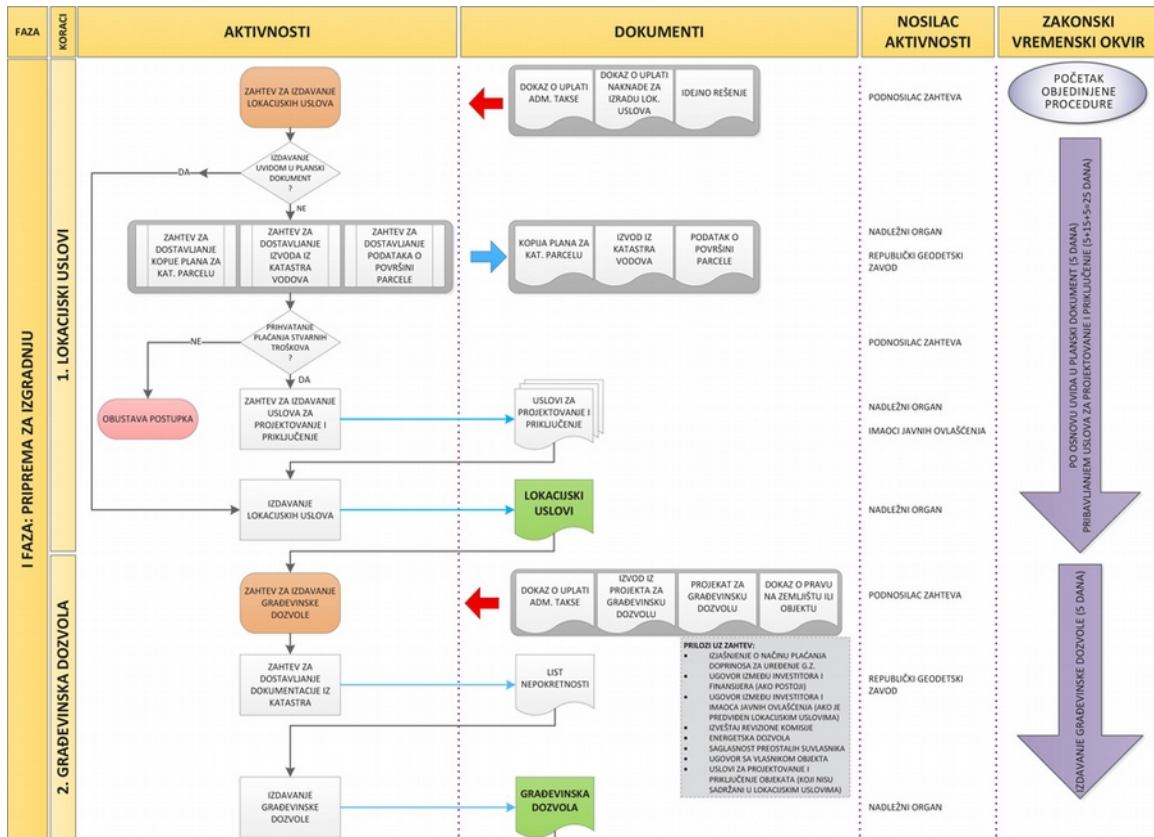 FAZA
KORACI
AKTIVNOSTI
DOKUMENTI
NOSILAC
AKTIVNOSTI
ZAKONSKI
VREMENSKI OKVIR
I FAZA: PRIPREMA ZA IZGRADNJU
1. LOKACIJSKI USLOVI
ZAHTEV ZA IZDAVANJE
LOKACIJSKIH USLOVA
DOKAZ O UPLATI
ADM. TAKSE
DOKAZ O UPLATI
NAKNADE ZA
IZRADU LOK.
USLOVA
IDEJNO REŠENJE
PODNOSILAC ZAHTEVA
POČETAK
OBJEDINJENE
PROCEDURE
IZDAVANJE
UVIDOM U PLANSKI
DOKUMENT
?
DA
NE
ZAHTEV ZA
DOSTAVLJANJE
KOPIJE PLANA ZA
KAT. PARCELU
ZAHTEV ZA
DOSTAVLJANJE
IZVODA IZ
KATASTRA
VODOVA
ZAHTEV ZA
DOSTAVLJANJE
PODATAKA O
POVRŠINI
PARCELE
KOPIJA PLANA ZA
KAT. PARCELU
IZVOD IZ
KATASTRA
VODOVA
PODATAK O
POVRŠINI
PARCELE
NADLEŽNI ORGAN
REPUBLIČKI GEODETSKI
ZAVOD
PO OSNOVU UVIDA U PLANSKI DOKUMENT (5 DANA)
PRIBAVLJANJEM USLOVA ZA PROJEKTOVANJE I PRIKLJUČENJE (5+15+5=25 DANA)
PRIHVATANJE
PLAĆANJA STVARNIH
TROŠKOVA
?
NE
DA
PODNOSILAC ZAHTEVA
OBUSTAVA POSTUPKA
ZAHTEV ZA IZDAVANJE
USLOVA ZA
PROJEKTOVANJE I
PRIKLJUČENJE
USLOVI ZA
PROJEKTOVANJE I
PRIKLJUČENJE
NADLEŽNI ORGAN
IMAOCI JAVNIH OVLAŠĆENJA
IZDAVANJE
LOKACIJSKIH USLOVA
LOKACIJSKI
USLOVI
NADLEŽNI ORGAN
2. GRAĐEVINSKA DOZVOLA
ZAHTEV ZA IZDAVANJE
GRAĐEVINSKE
DOZVOLE
DOKAZ O UPLATI
ADM. TAKSE
IZVOD IZ
PROJEKTA ZA
GRAĐEVINSKU
DOZVOLU
PROJEKAT ZA
GRAĐEVINSKU
DOZVOLU
DOKAZ O PRAVU
NA ZEMLJIŠTU ILI
OBJEKTU
PODNOSILAC ZAHTEVA
IZDAVANJE GRAĐEVINSKE DOZVOLE (5 DANA)
PRILOZI UZ ZAHTEV:
• IZJAŠNJENJE O NAČINU PLAĆANJA
DOPRINOSA ZA UREĐENJE G.Z.
• UGOVOR IZMEĐU INVESTITORA I
FINANSIJERA (AKO POSTOJI)
• UGOVOR IZMEĐU INVESTITORA I
IMAOCA JAVNIH OVLAŠĆENJA (AKO JE
PREDVIĐEN LOKACIJSKIM USLOVIMA)
• IZVEŠTAJ REVIZIONE KOMISIJE
• ENERGETSKA DOZVOLA
• SAGLASNOST PREOSTALIH SUVLASNIKA
• UGOVOR SA VLASNIKOM OBJEKTA
• USLOVI ZA PROJEKTOVANJE I
PRIKLJUČENJE OBJEKATA (KOJI NISU
SADRŽANI U LOKACIJSKIM USLOVIMA)
ZAHTEV ZA
DOSTAVLJANJE
DOKUMENTACIJE IZ
KATASTRA
LIST
NEPOKRETNOSTI
REPUBLIČKI GEODETSKI
ZAVOD
IZDAVANJE
GRAĐEVINSKE
DOZVOLE
GRAĐEVINSKA
DOZVOLA
NADLEŽNI ORGAN